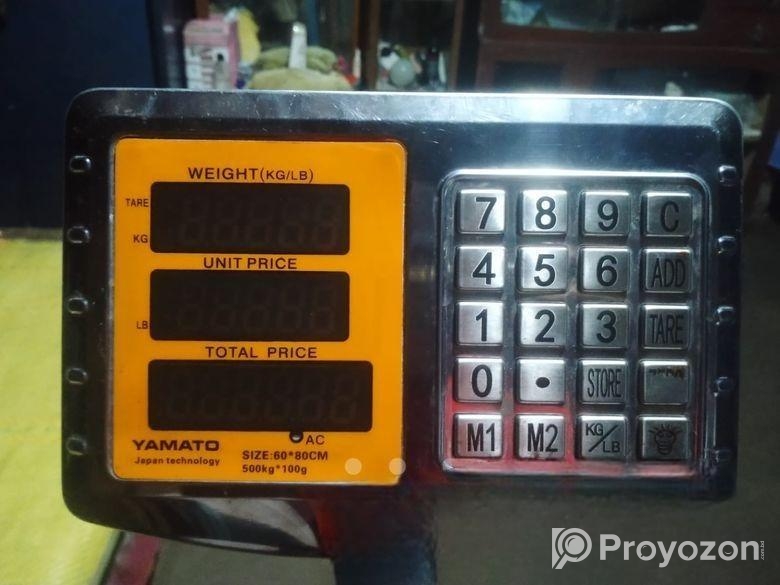 WEIGHT(KG/LB)
TARE
KG
UNIT PRICE
LB
TOTAL PRICE
AC
YAMATO
Japan technology
SIZE:60*80CM
500kg*100g
7 8 9 C
4 5 6 ADD
1 2 3 TARE
0 • STORE
M1 M2 KG/LB
Proyozon